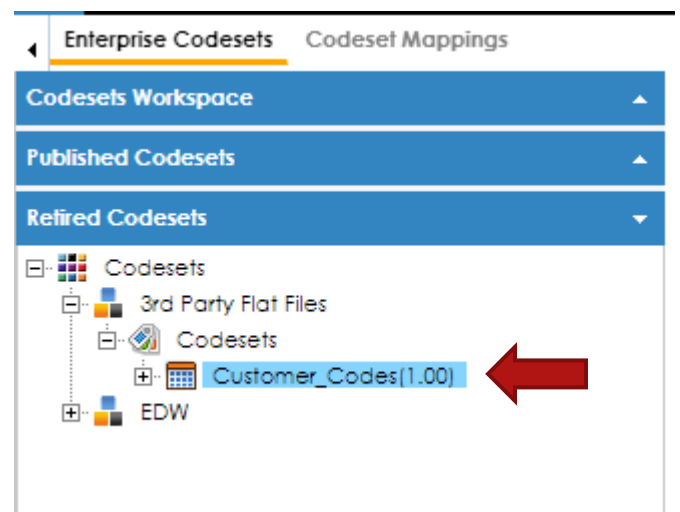 Enterprise Codesets Codeset Mappings
Codesets Workspace
Published Codesets
Retired Codesets
Codesets
3rd Party Flat Files
Codesets
Customer_Codes(1.00)
EDW